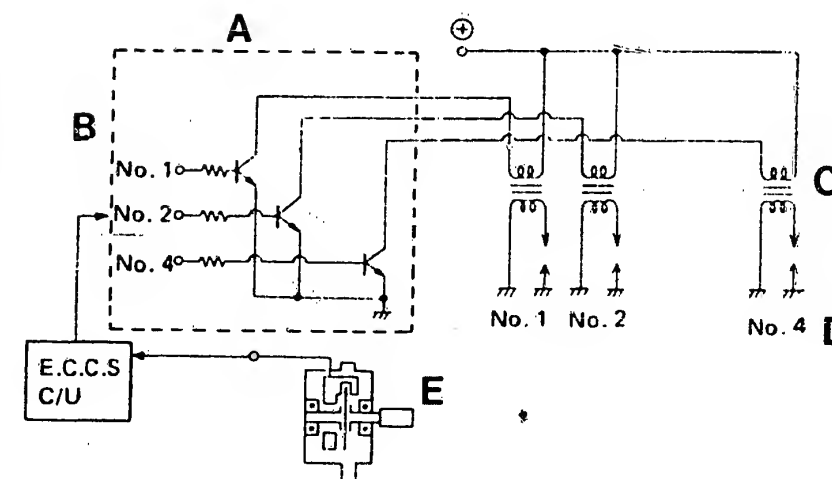 A
⊕
B
No. 1
No. 2
No. 4
C
No. 1 No. 2 No. 4
E.C.C.S
C/U
E